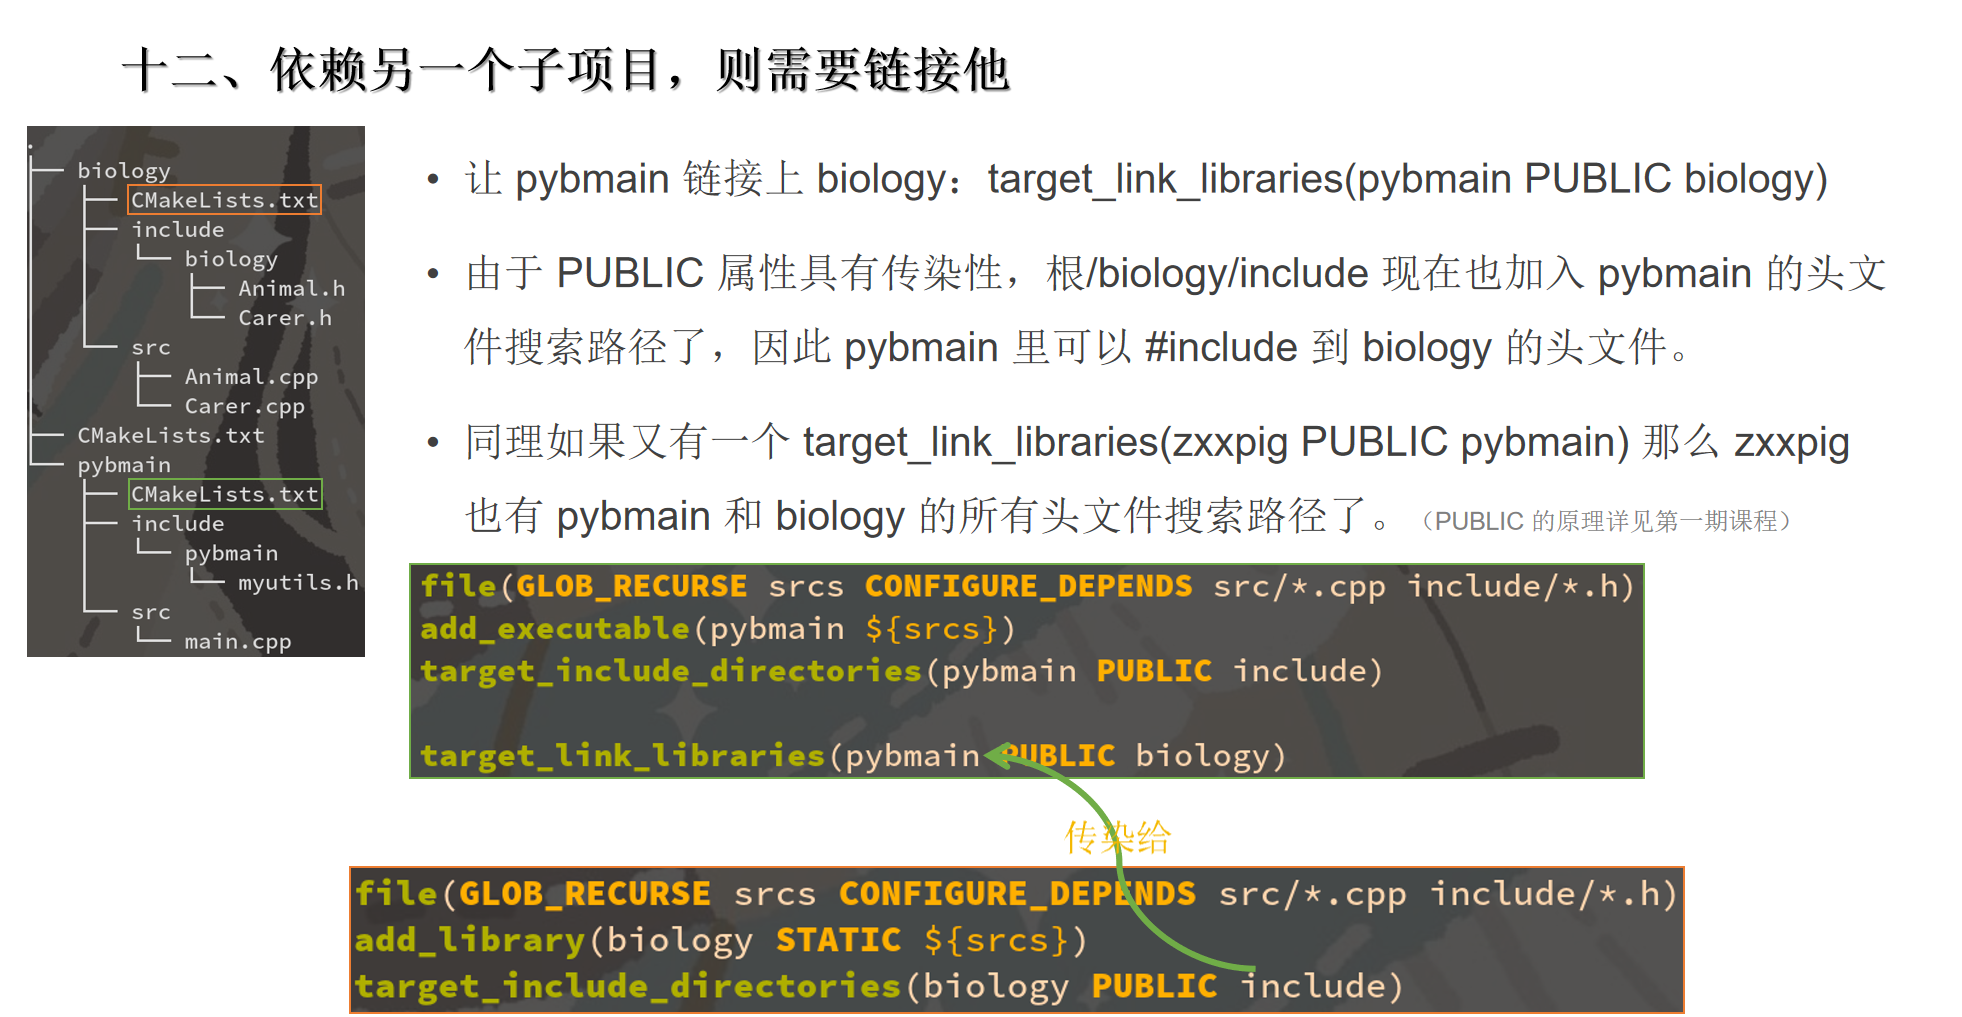 十二、依赖另一个子项目，则需要链接他
.
├── biology
│   ├── CMakeLists.txt
│   ├── include
│   │   └── biology
│   │       ├── Animal.h
│   │       └── Carer.h
│   └── src
│       ├── Animal.cpp
│       └── Carer.cpp
├── CMakeLists.txt
└── pybmain
    ├── CMakeLists.txt
    ├── include
    │   └── pybmain
    │       └── myutils.h
    └── src
        └── main.cpp
• 让 pybmain 链接上 biology：target_link_libraries(pybmain PUBLIC biology)
• 由于 PUBLIC 属性具有传染性，根/biology/include 现在也加入 pybmain 的头文
件搜索路径了，因此 pybmain 里可以 #include 到 biology 的头文件。
• 同理如果又有一个 target_link_libraries(zxxpig PUBLIC pybmain) 那么 zxxpig
也有 pybmain 和 biology 的所有头文件搜索路径了。（PUBLIC 的原理详见第一期课程）
file(GLOB_RECURSE srcs CONFIGURE_DEPENDS src/*.cpp include/*.h)
add_executable(pybmain ${srcs})
target_include_directories(pybmain PUBLIC include)
target_link_libraries(pybmain PUBLIC biology)
传染给
file(GLOB_RECURSE srcs CONFIGURE_DEPENDS src/*.cpp include/*.h)
add_library(biology STATIC ${srcs})
target_include_directories(biology PUBLIC include)